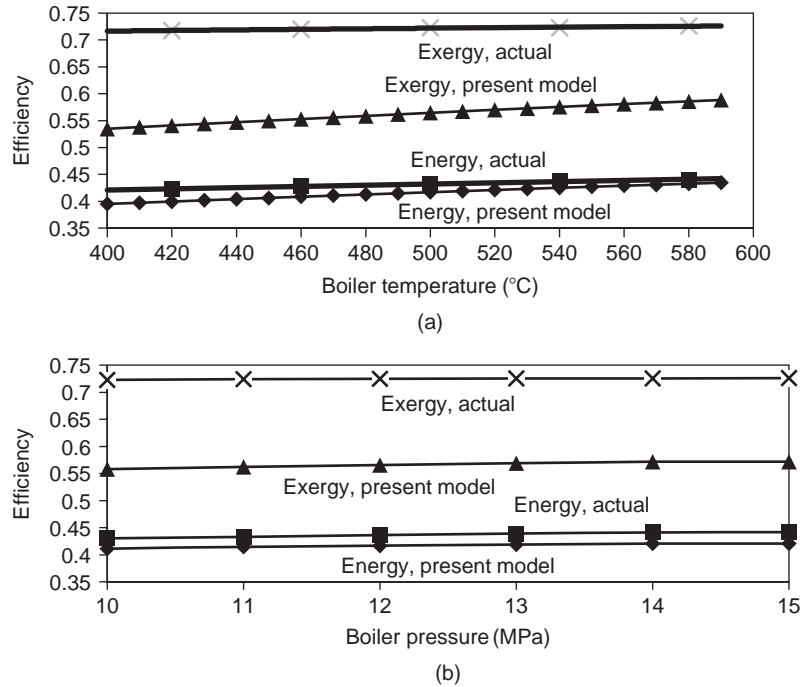 0.75
0.7
0.65
0.6
0.55
0.5
0.45
0.4
0.35
Efficiency
Exergy, actual
Exergy, present model
Energy, actual
Energy, present model
400 420 440 460 480 500 520 540 560 580 600
Boiler temperature (°C)
(a)
0.75
0.7
0.65
0.6
0.55
0.5
0.45
0.4
0.35
Efficiency
Exergy, actual
Exergy, present model
Energy, actual
Energy, present model
10 11 12 13 14 15
Boiler pressure (MPa)
(b)